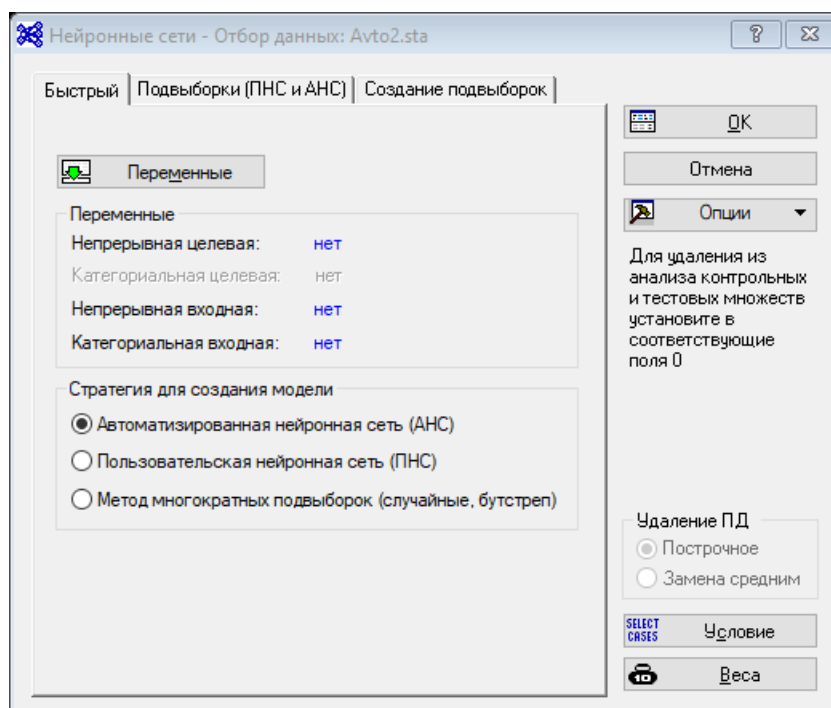 Нейронные сети - Отбор данных: Avto2.sta
Быстрый
Подвыборки (ПНС и АНС)
Создание подвыборок
Переменные
Переменные
Непрерывная целевая: нет
Категориальная целевая: нет
Непрерывная входная: нет
Категориальная входная: нет
Стратегия для создания модели
Автоматизированная нейронная сеть (АНС)
Пользовательская нейронная сеть (ПНС)
Метод многократных подвыборок (случайные, бутстреп)
OK
Отмена
Опции
Для удаления из
анализа контрольных
и тестовых множеств
установите в
соответствующие
поля 0
Удаление ПД
Построчное
Замена средним
SELECT
CASES
Условие
10
Веса